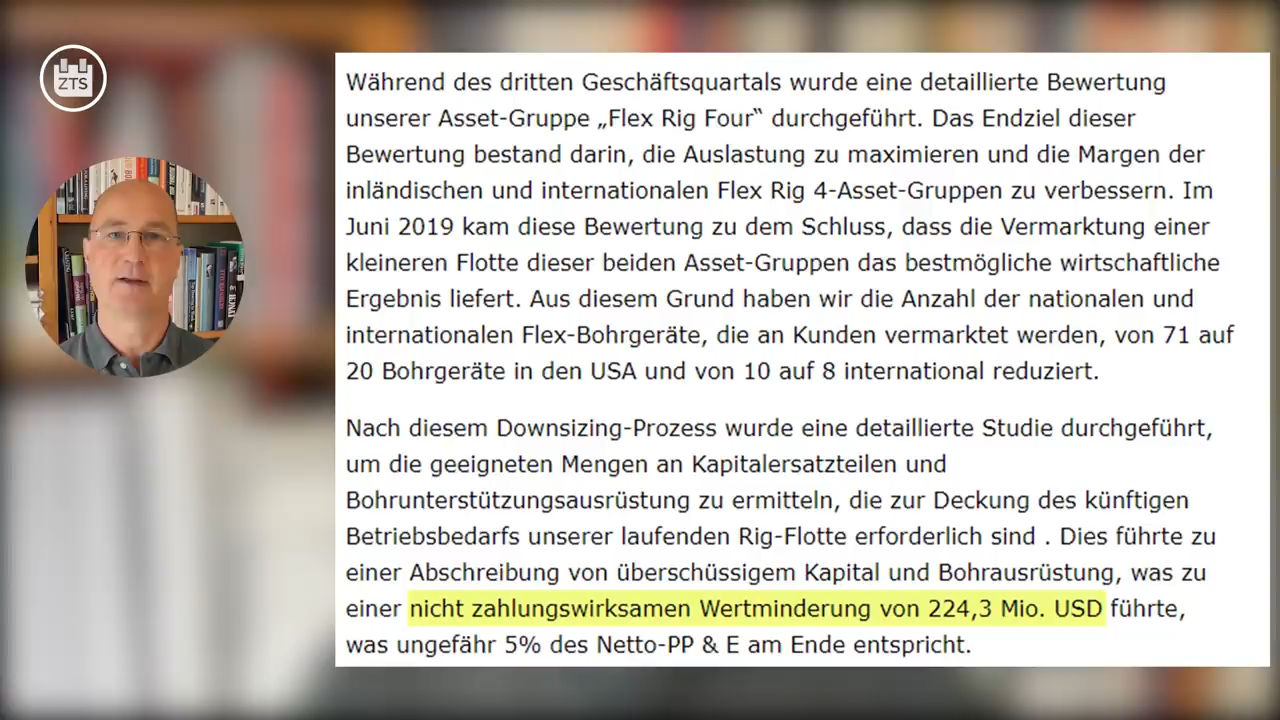 ZTS
Während des dritten Geschäftsquartals wurde eine detaillierte Bewertung
unserer Asset-Gruppe „Flex Rig Four“ durchgeführt. Das Endziel dieser
Bewertung bestand darin, die Auslastung zu maximieren und die Margen der
inländischen und internationalen Flex Rig 4-Asset-Gruppen zu verbessern. Im
Juni 2019 kam diese Bewertung zu dem Schluss, dass die Vermarktung einer
kleineren Flotte dieser beiden Asset-Gruppen das bestmögliche wirtschaftliche
Ergebnis liefert. Aus diesem Grund haben wir die Anzahl der nationalen und
internationalen Flex-Bohrgeräte, die an Kunden vermarktet werden, von 71 auf
20 Bohrgeräte in den USA und von 10 auf 8 international reduziert.
Nach diesem Downsizing-Prozess wurde eine detaillierte Studie durchgeführt,
um die geeigneten Mengen an Kapitalersatzteilen und
Bohrunterstützungsausrüstung zu ermitteln, die zur Deckung des künftigen
Betriebsbedarfs unserer laufenden Rig-Flotte erforderlich sind . Dies führte zu
einer Abschreibung von überschüssigem Kapital und Bohrausrüstung, was zu
einer nicht zahlungswirksamen Wertminderung von 224,3 Mio. USD führte,
was ungefähr 5% des Netto-PP & E am Ende entspricht.